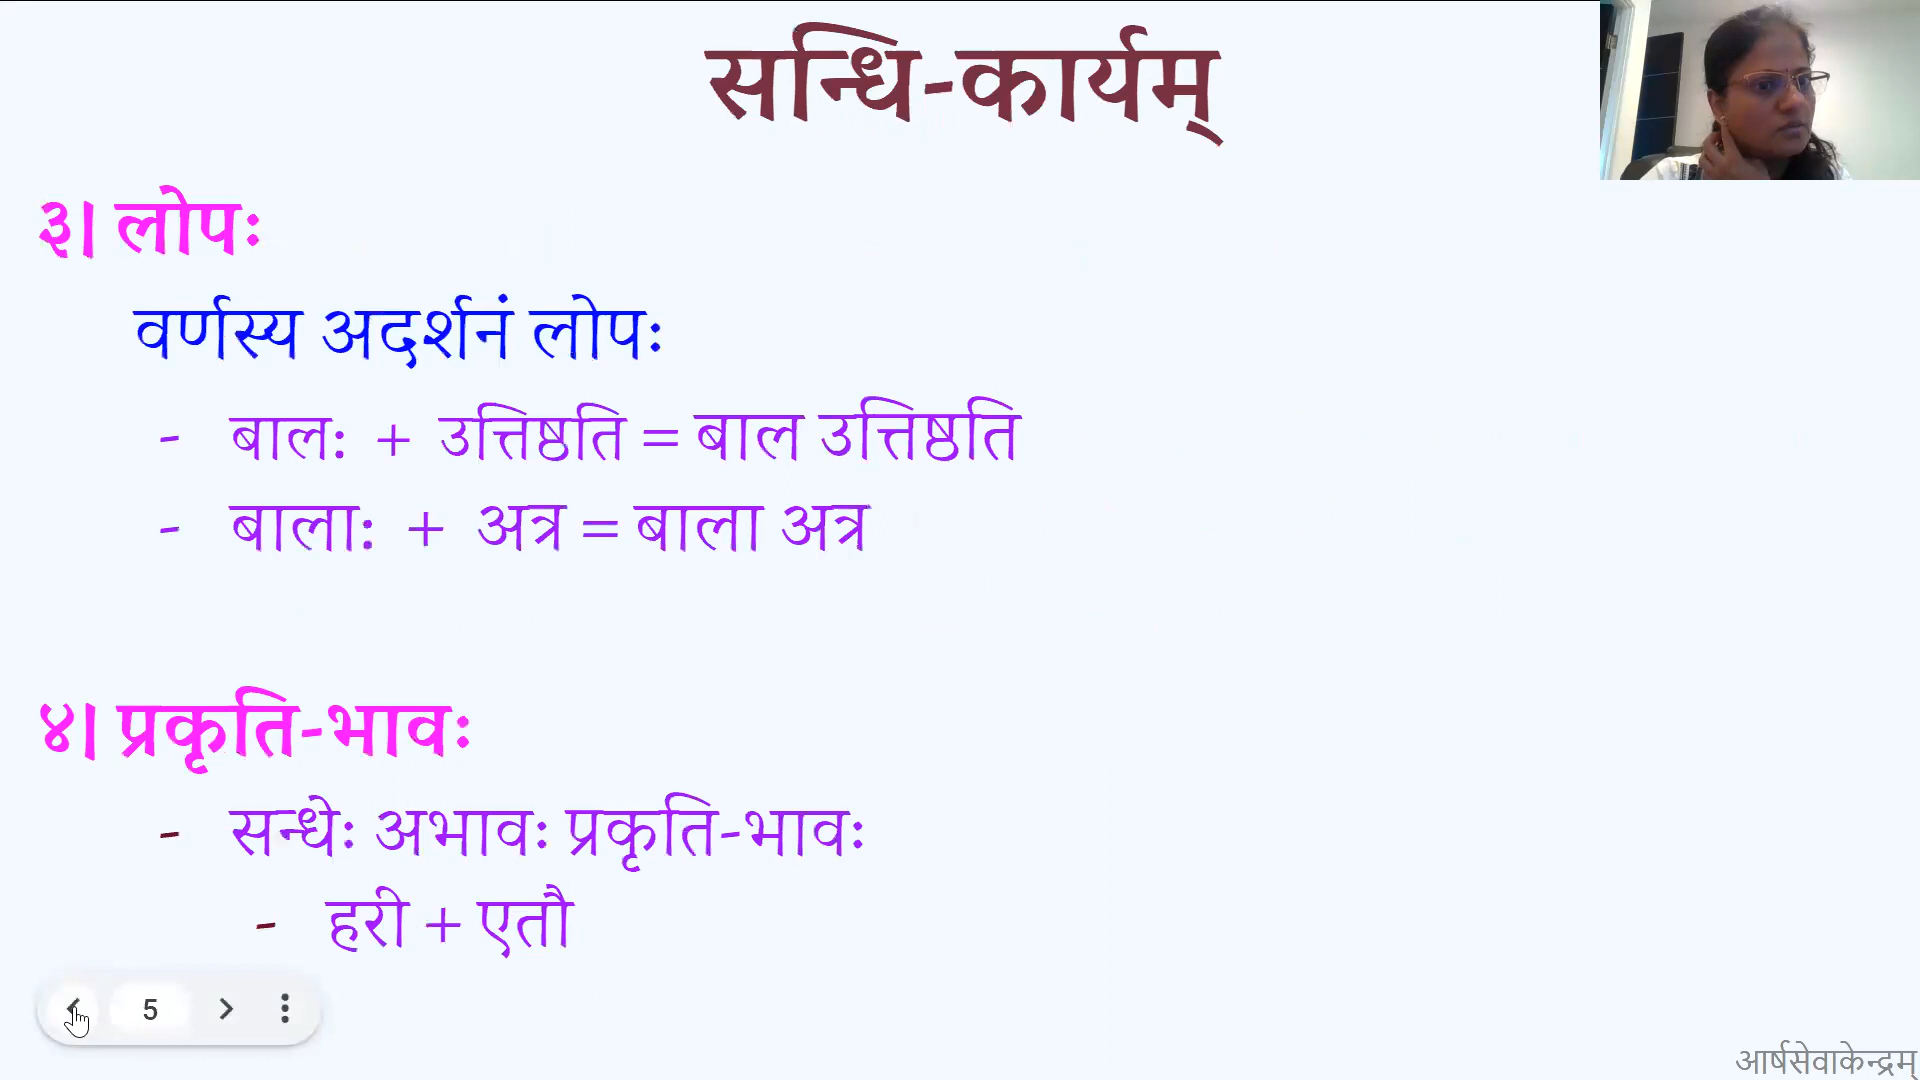 सन्धि-कार्यम्
३| लोपः
वर्णस्य अदर्शनं लोपः
- बालः + उत्तिष्ठति = बाल उत्तिष्ठति
- बालाः + अत्र = बाला अत्र
४| प्रकृति-भावः
- सन्धेः अभावः प्रकृति-भावः
- हरी + एतौ
5
आर्षसेवाकेन्द्रम्